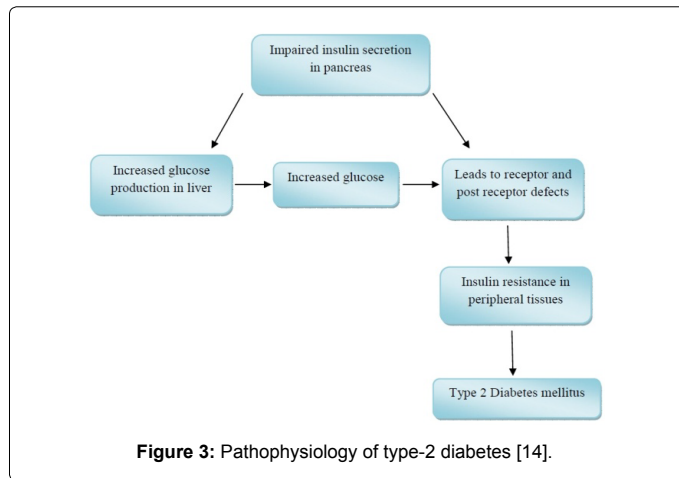 Impaired insulin secretion
in pancreas
Increased glucose
production in liver
Increased glucose
Leads to receptor and
post receptor defects
Insulin resistance in
peripheral tissues
Type 2 Diabetes mellitus
Figure 3: Pathophysiology of type-2 diabetes [14].